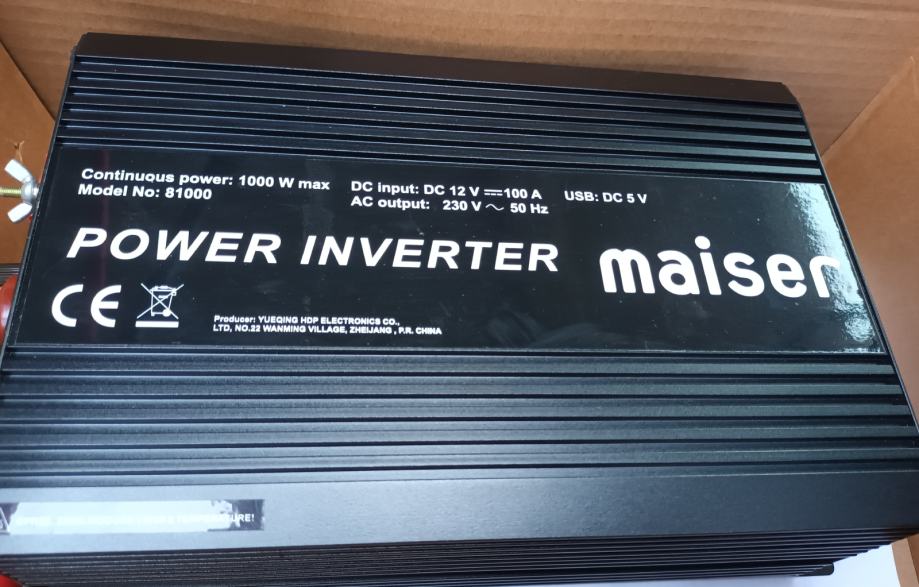 Continuous power: 1000 W max
Model No: 81000
DC input: DC 12 V ⎓ 100 A
AC output: 230 V ~ 50 Hz
USB: DC 5 V
POWER INVERTER
maiser
CE
Producer: YUEQING HDP ELECTRONICS CO.,
LTD, NO.22 WANMING VILLAGE, ZHEIJANG , P.R. CHINA
TEMPERATURE!